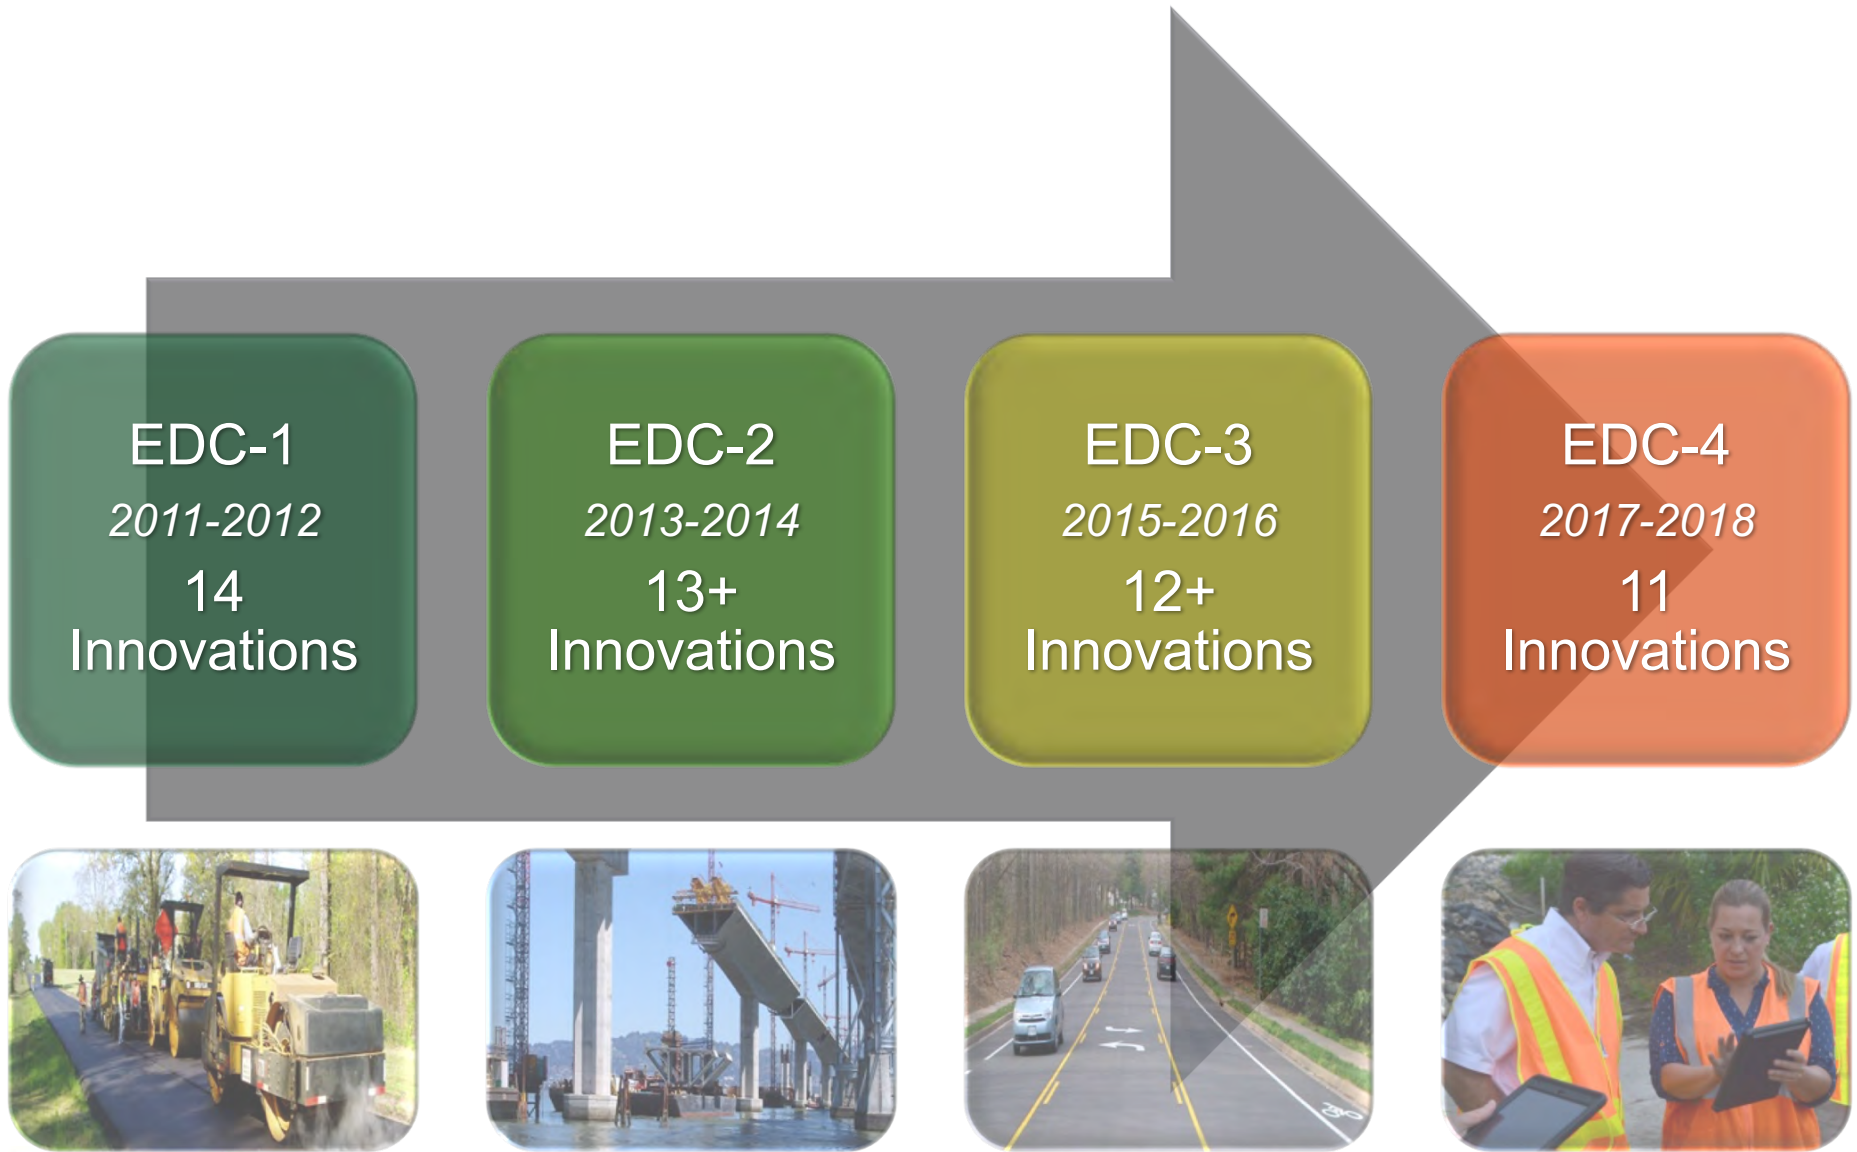 EDC-1
2011-2012
14
Innovations
EDC-2
2013-2014
13+
Innovations
EDC-3
2015-2016
12+
Innovations
EDC-4
2017-2018
11
Innovations